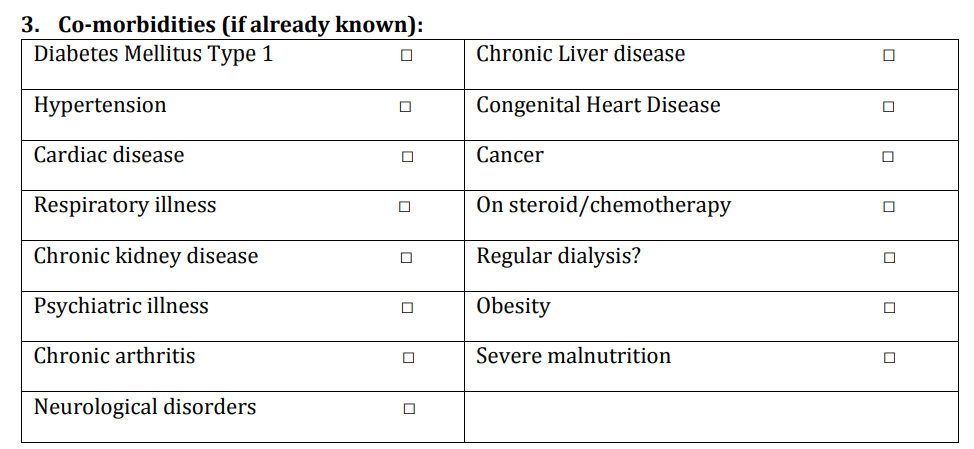 3. Co-morbidities (if already known):
Diabetes Mellitus Type 1 □ Chronic Liver disease □
Hypertension □ Congenital Heart Disease □
Cardiac disease □ Cancer □
Respiratory illness □ On steroid/chemotherapy □
Chronic kidney disease □ Regular dialysis? □
Psychiatric illness □ Obesity □
Chronic arthritis □ Severe malnutrition □
Neurological disorders □